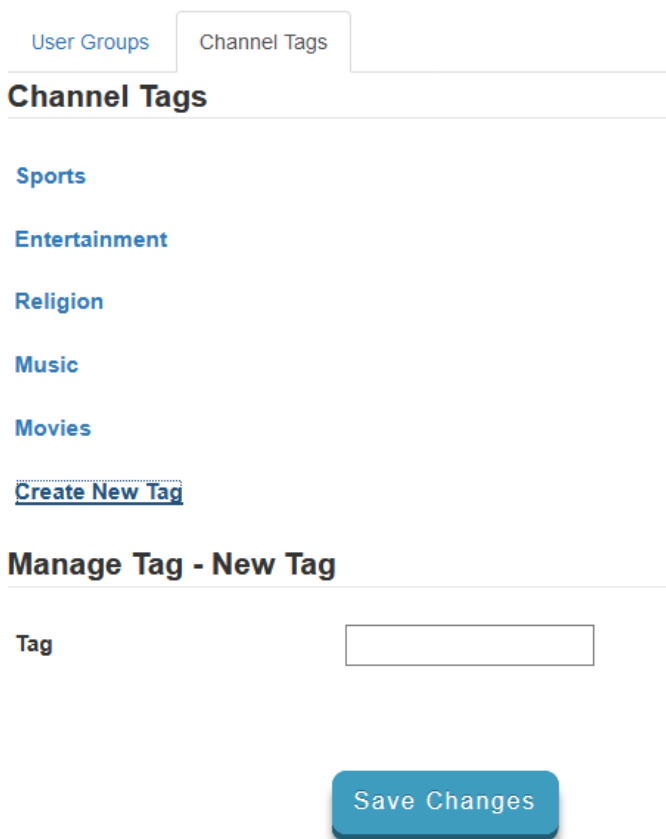 User Groups Channel Tags
Channel Tags
Sports
Entertainment
Religion
Music
Movies
Create New Tag
Manage Tag - New Tag
Tag
Save Changes